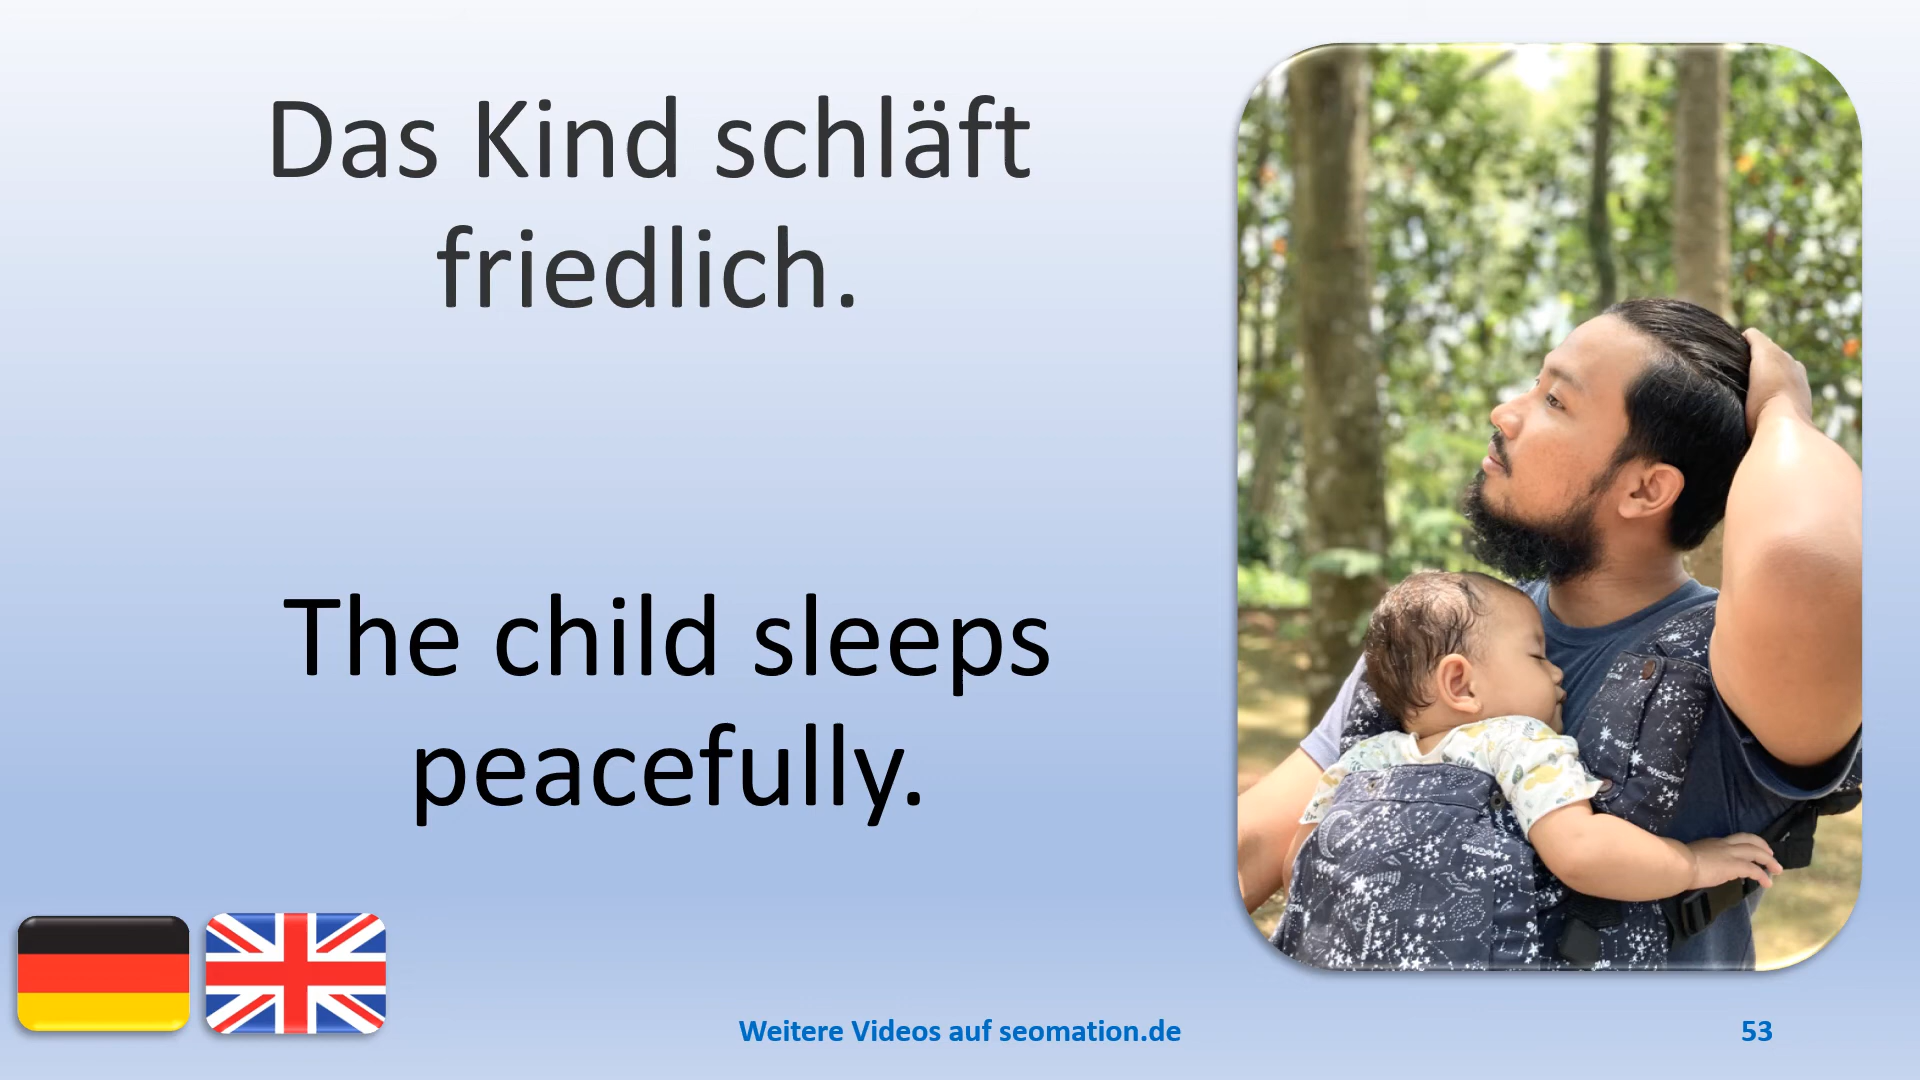 Das Kind schläft
friedlich.
The child sleeps
peacefully.
Weitere Videos auf seomation.de
53